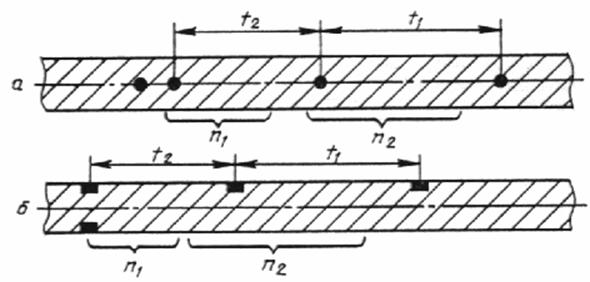 t₂ t₁
а
n₁ n₂
t₂ t₁
б
n₁ n₂